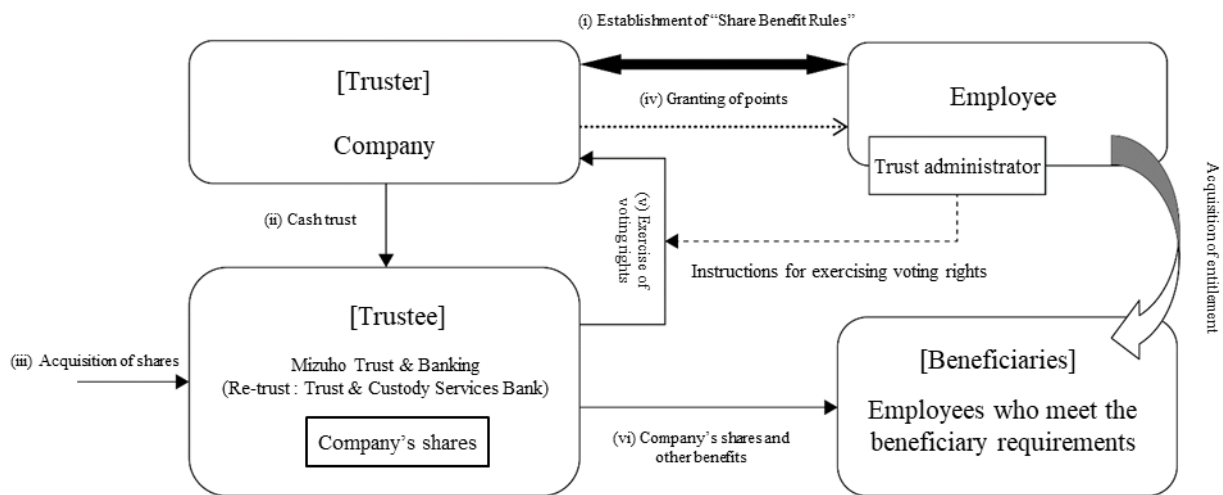 (i) Establishment of “Share Benefit Rules”
[Truster]
Company
(iv) Granting of points
Employee
Trust administrator
(ii) Cash trust
(v) Exercise of
voting rights
Instructions for exercising voting rights
Acquisition of entitlement
(iii) Acquisition of shares
[Trustee]
Mizuho Trust & Banking
(Re-trust : Trust & Custody Services Bank)
Company’s shares
(vi) Company’s shares and
other benefits
[Beneficiaries]
Employees who meet the
beneficiary requirements